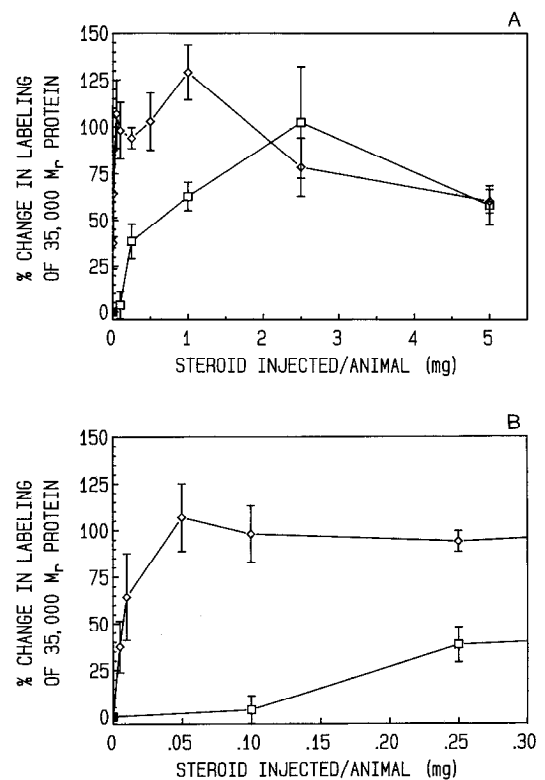 A
% CHANGE IN LABELING
OF 35,000 Mr PROTEIN
150
125
100
75
50
25
0
0 1 2 3 4 5
STEROID INJECTED/ANIMAL (mg)
B
% CHANGE IN LABELING
OF 35,000 Mr PROTEIN
150
125
100
75
50
25
0
0 .05 .10 .15 .20 .25 .30
STEROID INJECTED/ANIMAL (mg)